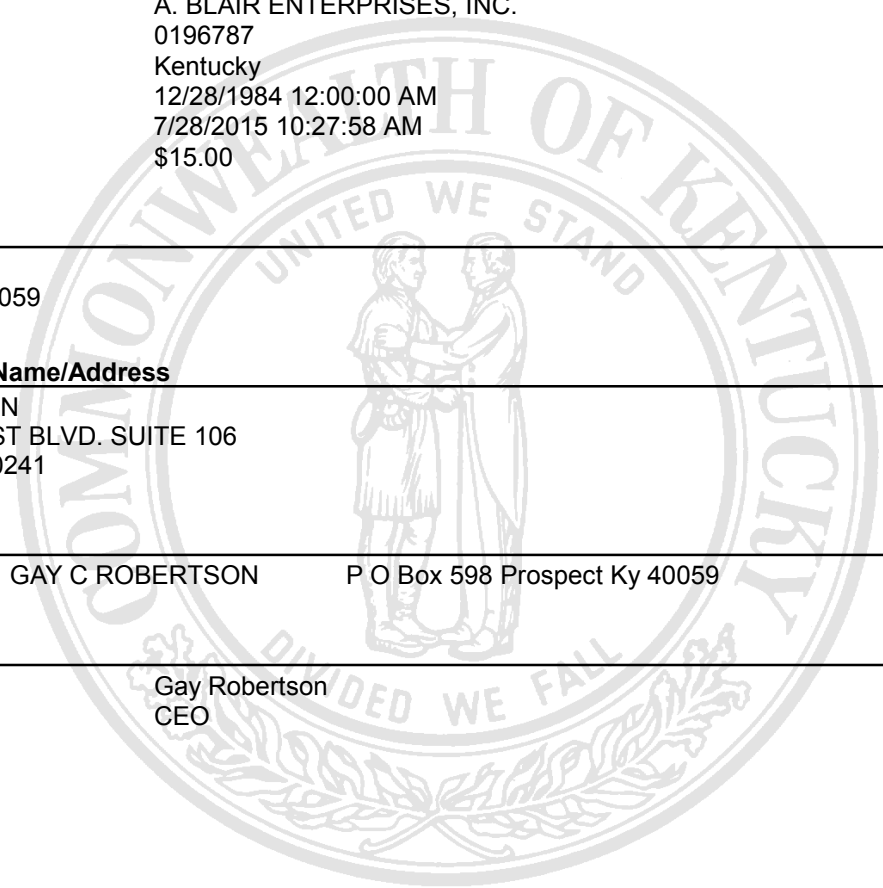 A. BLAIR ENTERPRISES, INC.
0196787
Kentucky
12/28/1984 12:00:00 AM
7/28/2015 10:27:58 AM
$15.00
059
Name/Address
N
ST BLVD. SUITE 106
0241
GAY C ROBERTSON P O Box 598 Prospect Ky 40059
Gay Robertson
CEO
COMMONWEALTH OF KENTUCKY
UNITED WE STAND
DIVIDED WE FALL